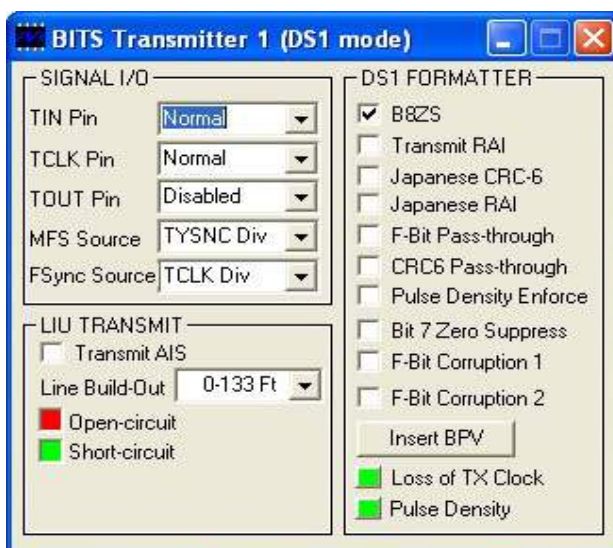 BITS Transmitter 1 (DS1 mode)
SIGNAL I/O
TIN Pin Normal
TCLK Pin Normal
TOUT Pin Disabled
MFS Source TYSNC Div
FSync Source TCLK Div
LIU TRANSMIT
Transmit AIS
Line Build-Out 0-133 Ft
Open-circuit
Short-circuit
DS1 FORMATTER
B8ZS
Transmit RAI
Japanese CRC-6
Japanese RAI
F-Bit Pass-through
CRC6 Pass-through
Pulse Density Enforce
Bit 7 Zero Suppress
F-Bit Corruption 1
F-Bit Corruption 2
Insert BPV
Loss of TX Clock
Pulse Density